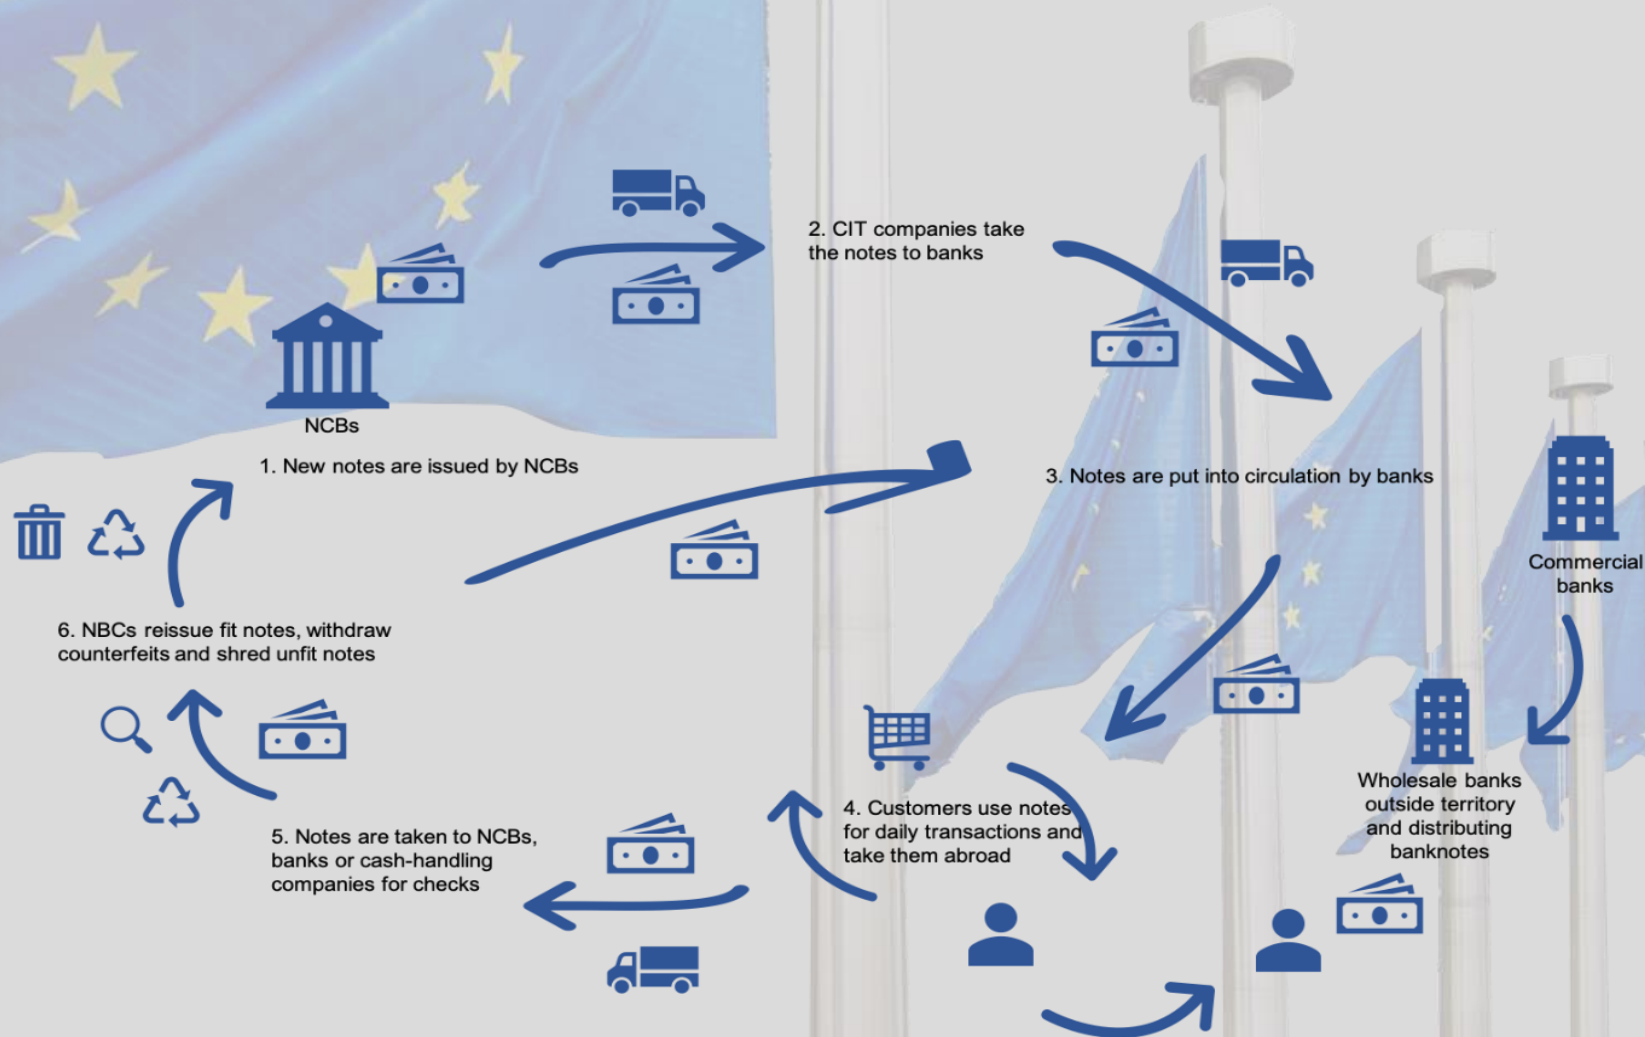 NCBs
1. New notes are issued by NCBs
2. CIT companies take
the notes to banks
3. Notes are put into circulation by banks
Commercial
banks
Wholesale banks
outside territory
and distributing
banknotes
4. Customers use notes
for daily transactions and
take them abroad
5. Notes are taken to NCBs,
banks or cash-handling
companies for checks
6. NBCs reissue fit notes, withdraw
counterfeits and shred unfit notes